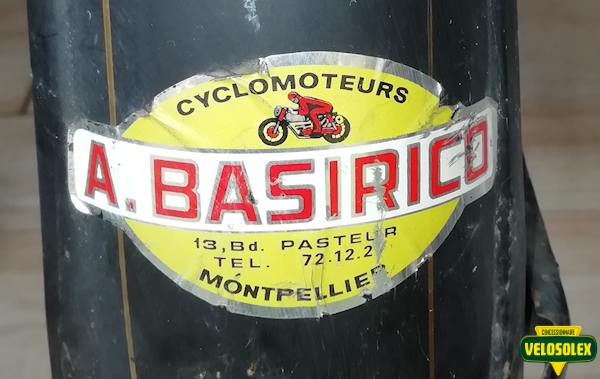 CYCLOMOTEURS
A. BASIRICO
13, Bd. PASTEUR
TEL. 72.12.2
MONTPELLIER
CONCESSIONNAIRE
VELOSOLEX